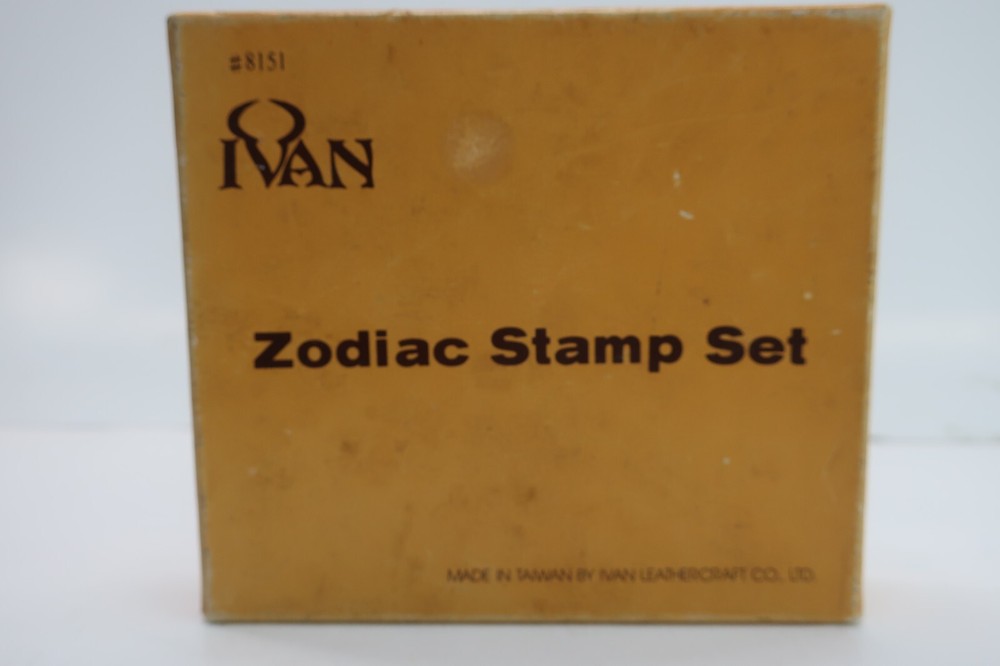 #8151
IVAN
Zodiac Stamp Set
MADE IN TAIWAN BY IVAN LEATHERCRAFT CO., LTD.